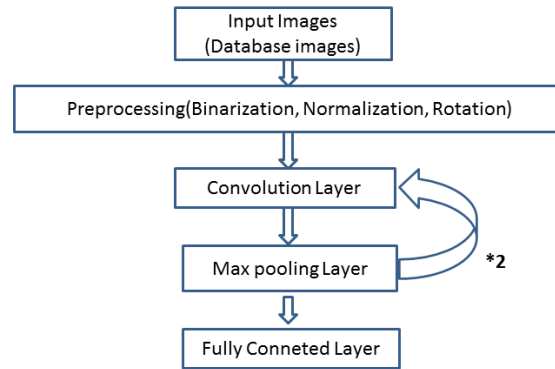 Input Images
(Database images)
Preprocessing(Binarization, Normalization, Rotation)
Convolution Layer
Max pooling Layer
*2
Fully Conneted Layer